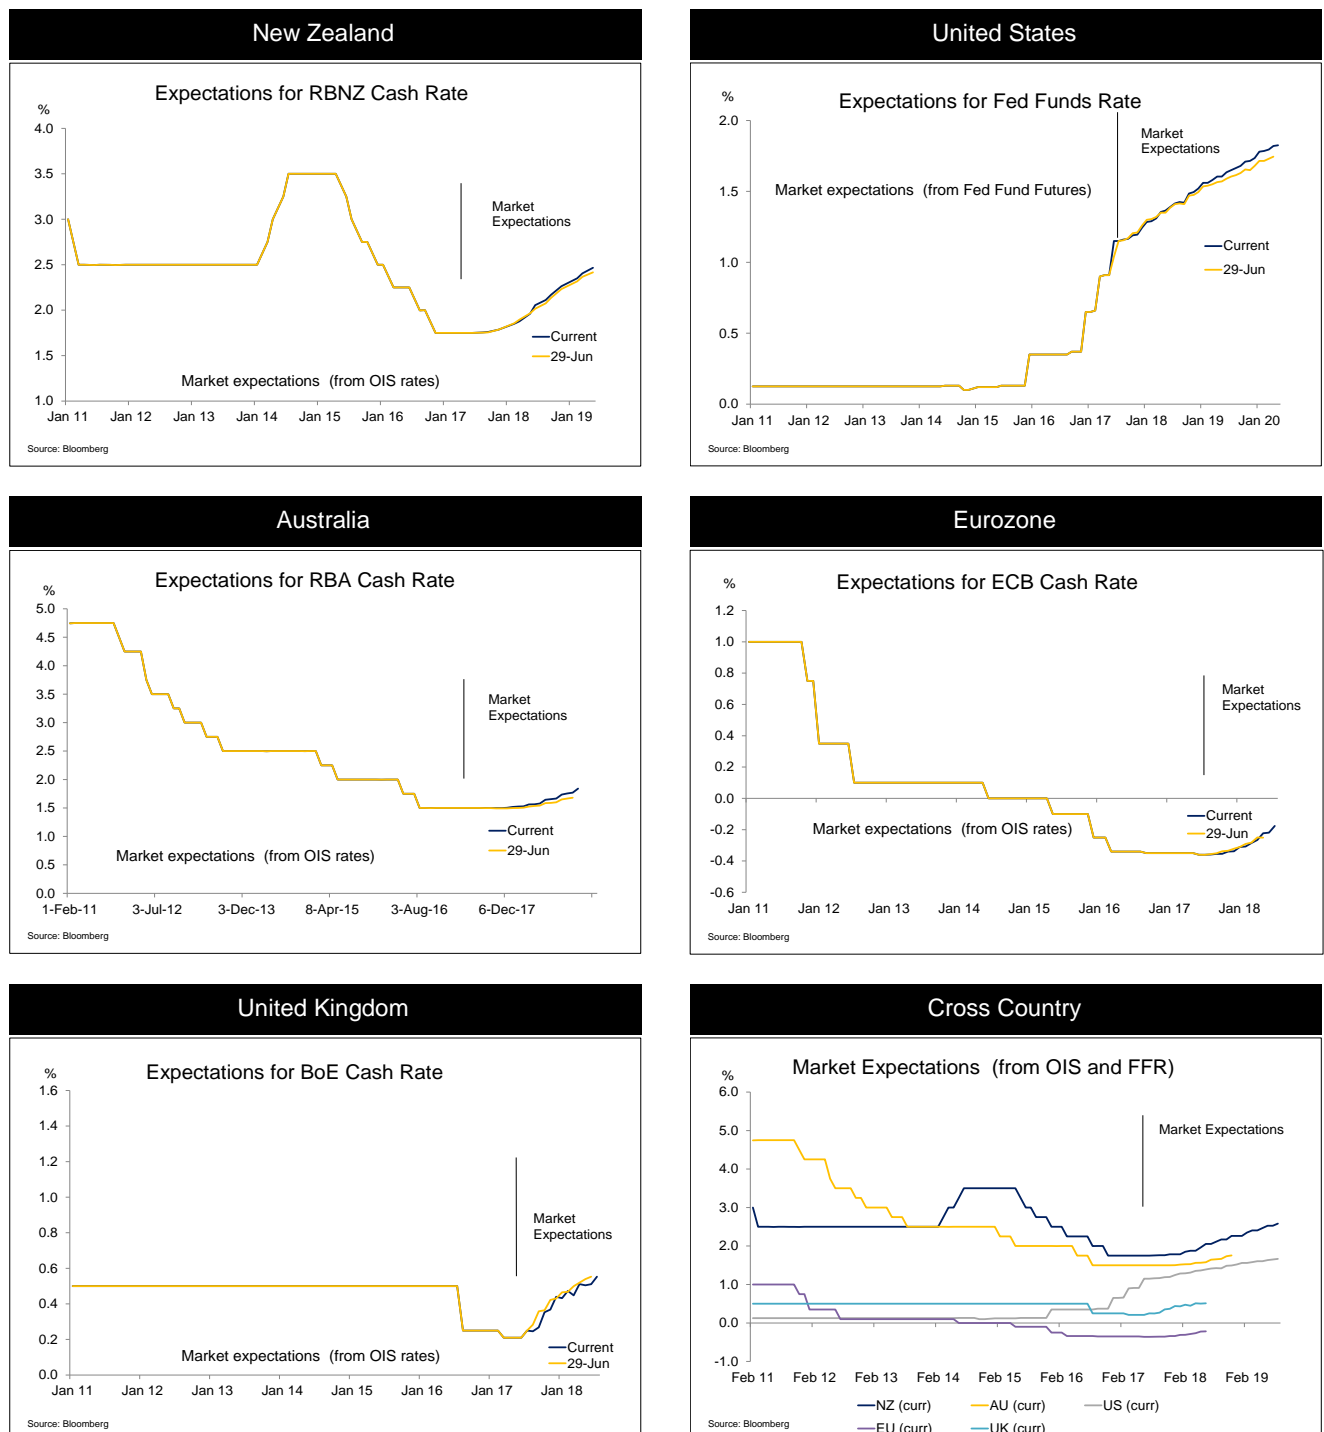 New Zealand
Expectations for RBNZ Cash Rate
%
4.0
3.5
3.0
2.5
2.0
1.5
1.0
Market
Expectations
Current
29-Jun
Market expectations (from OIS rates)
Jan 11 Jan 12 Jan 13 Jan 14 Jan 15 Jan 16 Jan 17 Jan 18 Jan 19
Source: Bloomberg
United States
Expectations for Fed Funds Rate
%
2.0
1.5
1.0
0.5
0.0
Market
Expectations
Market expectations (from Fed Fund Futures)
Current
29-Jun
Jan 11 Jan 12 Jan 13 Jan 14 Jan 15 Jan 16 Jan 17 Jan 18 Jan 19 Jan 20
Source: Bloomberg
Australia
Expectations for RBA Cash Rate
%
5.0
4.5
4.0
3.5
3.0
2.5
2.0
1.5
1.0
0.5
0.0
Market
Expectations
Current
29-Jun
Market expectations (from OIS rates)
1-Feb-11 3-Jul-12 3-Dec-13 8-Apr-15 3-Aug-16 6-Dec-17
Source: Bloomberg
Eurozone
Expectations for ECB Cash Rate
%
1.2
1.0
0.8
0.6
0.4
0.2
0.0
-0.2
-0.4
-0.6
Market
Expectations
Current
29-Jun
Market expectations (from OIS rates)
Jan 11 Jan 12 Jan 13 Jan 14 Jan 15 Jan 16 Jan 17 Jan 18
Source: Bloomberg
United Kingdom
Expectations for BoE Cash Rate
%
1.6
1.4
1.2
1.0
0.8
0.6
0.4
0.2
0.0
Market
Expectations
Current
29-Jun
Market expectations (from OIS rates)
Jan 11 Jan 12 Jan 13 Jan 14 Jan 15 Jan 16 Jan 17 Jan 18
Source: Bloomberg
Cross Country
Market Expectations (from OIS and FFR)
%
6.0
5.0
4.0
3.0
2.0
1.0
0.0
-1.0
Market Expectations
Feb 11 Feb 12 Feb 13 Feb 14 Feb 15 Feb 16 Feb 17 Feb 18 Feb 19
NZ (curr) AU (curr) US (curr)
EU (curr) UK (curr)
Source: Bloomberg